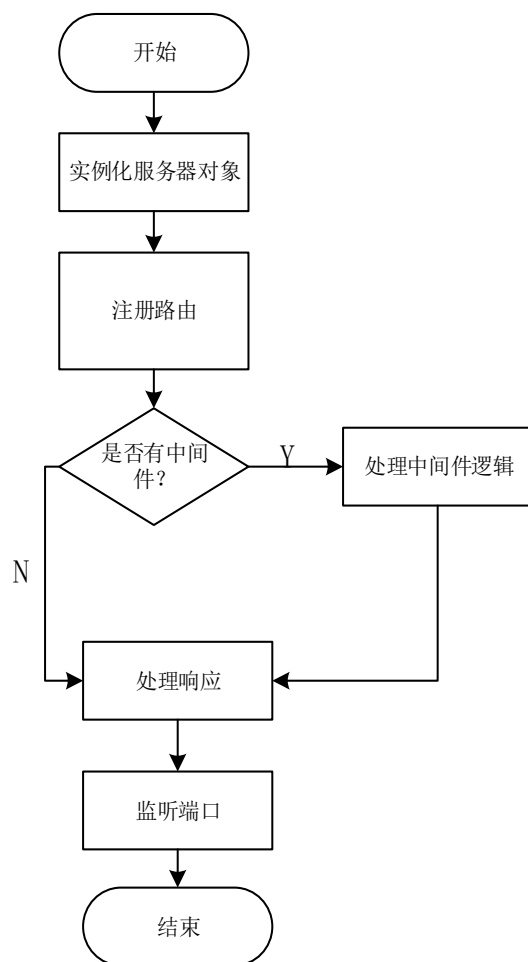 开始
实例化服务器对象
注册路由
是否有中间
件？
Y
处理中间件逻辑
N
处理响应
监听端口
结束